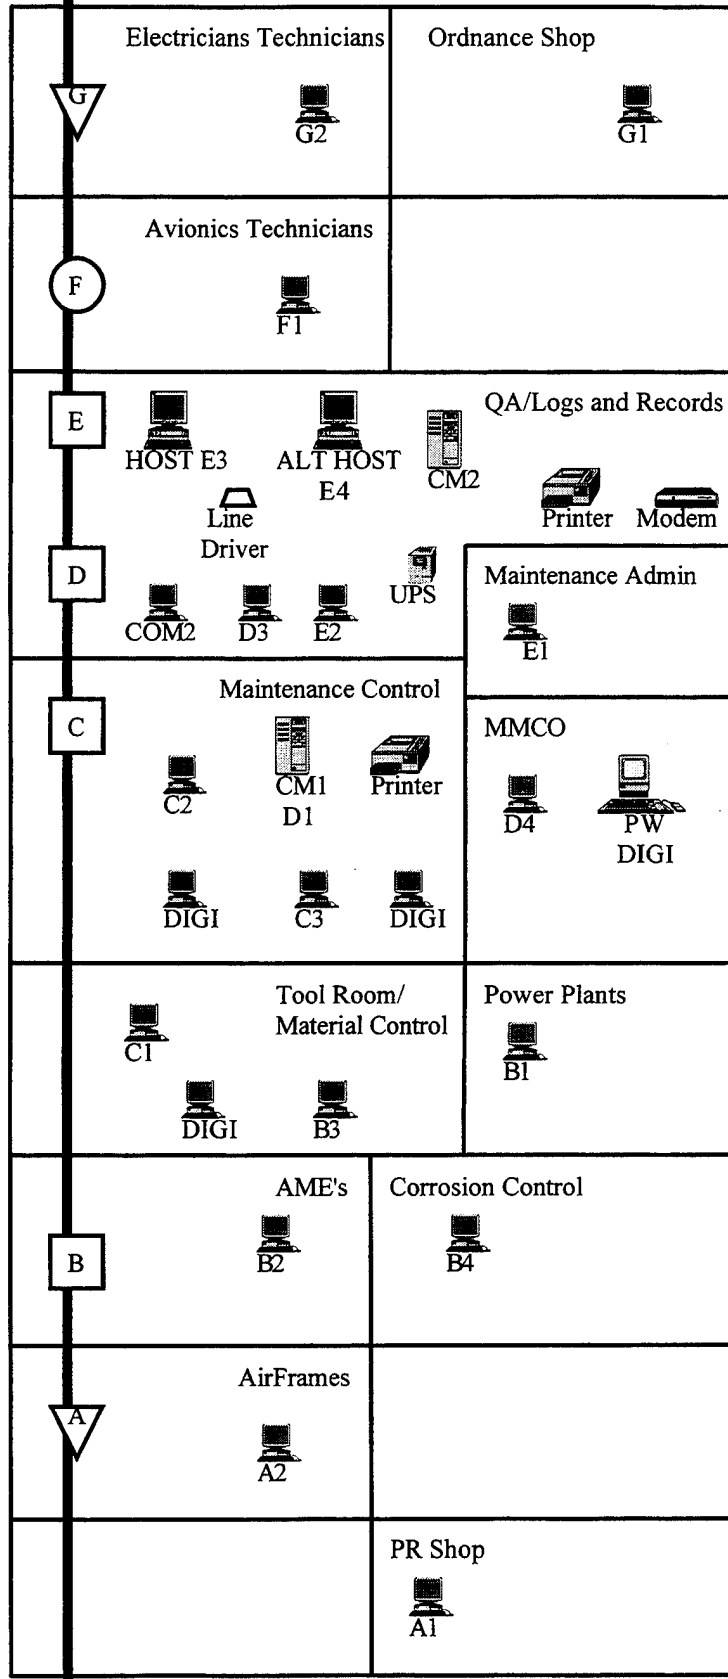 Electricians Technicians
Ordnance Shop
G
G2
G1
Avionics Technicians
F
F1
E
QA/Logs and Records
HOST E3
ALT HOST
E4
CM2
Printer
Modem
Line
Driver
D
UPS
COM2
D3
E2
Maintenance Admin
E1
Maintenance Control
C
C2
CM1
D1
Printer
MMCO
D4
PW
DIGI
DIGI
C3
DIGI
Tool Room/
Material Control
C1
DIGI
B3
Power Plants
B1
AME's
B
B2
Corrosion Control
B4
AirFrames
A
A2
PR Shop
A1